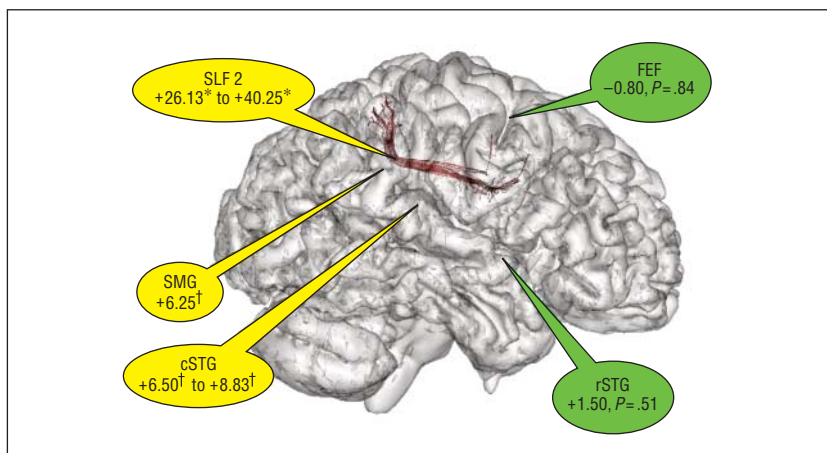 SLF 2
+26.13* to +40.25*
FEF
−0.80, P=.84
SMG
+6.25†
cSTG
+6.50† to +8.83†
rSTG
+1.50, P=.51